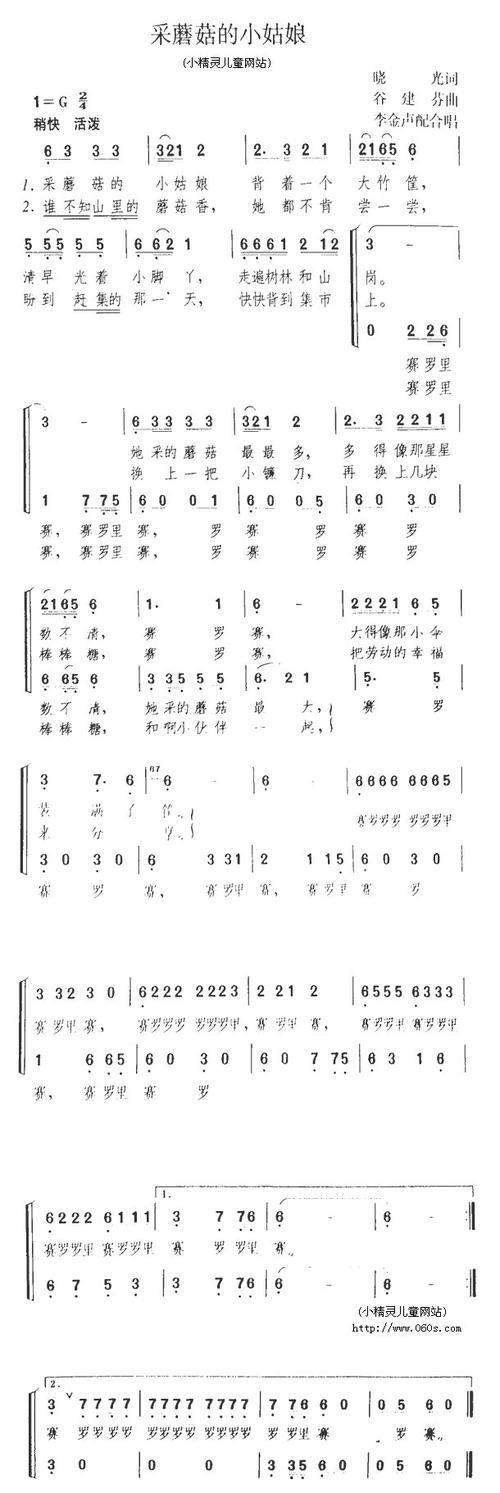 采蘑菇的小姑娘
(小精灵儿童网站)
1=G 2/4
晓 光词
谷 建 芬曲
稍快 活泼
李金声配合唱
6 3 3 3 | 321 2 | 2. 3 2 1 | 2165 6 |
1. 采 蘑 菇 的 小 姑 娘 背 着 一 个 大 竹 筐,
2. 谁 不知 山 里的 蘑 菇 香, 她 都 不 肯 尝 一 尝,
5 55 5 5 | 6 62 1 | 6661 2 12 | 3 - |
清早 光 着 小 脚 丫, 走遍树林和 山 岗。
盼到 赶 集的 那 一 天, 快快背到 集 市 上。
0 2 26 |
赛 罗里
赛 罗里
3 - | 6 33 3 3 | 321 2 | 2. 3 2211 |
她 采的 蘑 菇 最 最 多, 多 得 像那星星
换 上 一 把 小 镰 刀, 再 换上几块
1 7 75 | 6 0 0 1 | 6 0 0 5 | 6 0 3 0 |
赛, 赛罗里 赛, 罗 赛 罗 赛 罗
赛, 赛罗里 赛, 罗 赛 罗 赛 罗
2165 6 | 1. 1 | 6 - | 2221 6 5 |
数 不 清, 赛 罗 赛, 大得像那小 伞
棒 棒 糖, 赛 罗 赛, 把劳动的 幸 福
6 65 5 | 3 35 5 5 | 6. 21 | 5. 5 |
数 不 清, 她 采的 蘑 菇 最 大, 赛 罗
棒 棒 糖, 和 啊小 伙 伴 一 起,
3 7. 6 | 67 6 - | 6 - | 6666 6665 |
装 满 了 筐。
来 分 享。
赛罗罗罗 罗罗罗里
3 0 3 0 | 6 3 31 | 2 1 15 | 6 0 3 0 |
赛 罗 赛, 赛 罗里 赛, 赛 罗里 赛 罗
3 32 3 0 | 6222 2223 | 2 21 2 | 6555 6333 |
赛 罗里 赛, 赛罗罗罗 罗罗罗里, 赛 罗里 赛, 赛罗罗里 赛罗罗里
1 6 65 | 6 0 3 0 | 6 0 7 75 | 6 3 1 6 |
赛, 赛 罗里 赛 罗
1.
6222 6111 | 3 7 76 | 6 - | 6 - :‖
赛罗罗里 赛罗罗里 赛 罗 罗里 赛。
6 7 5 3 | 3 7 76 | 6 - | 6 - :‖
(小精灵儿童网站)
http://www.060s.com
2.
3 7777 | 7777 7777 | 7 76 6 0 | 0 5 6 0 ‖
赛 罗罗罗罗 罗罗罗罗 罗罗罗罗 罗 罗里 赛 罗 赛。
3 0 | 0 0 | 3 35 6 0 | 0 5 6 0 ‖